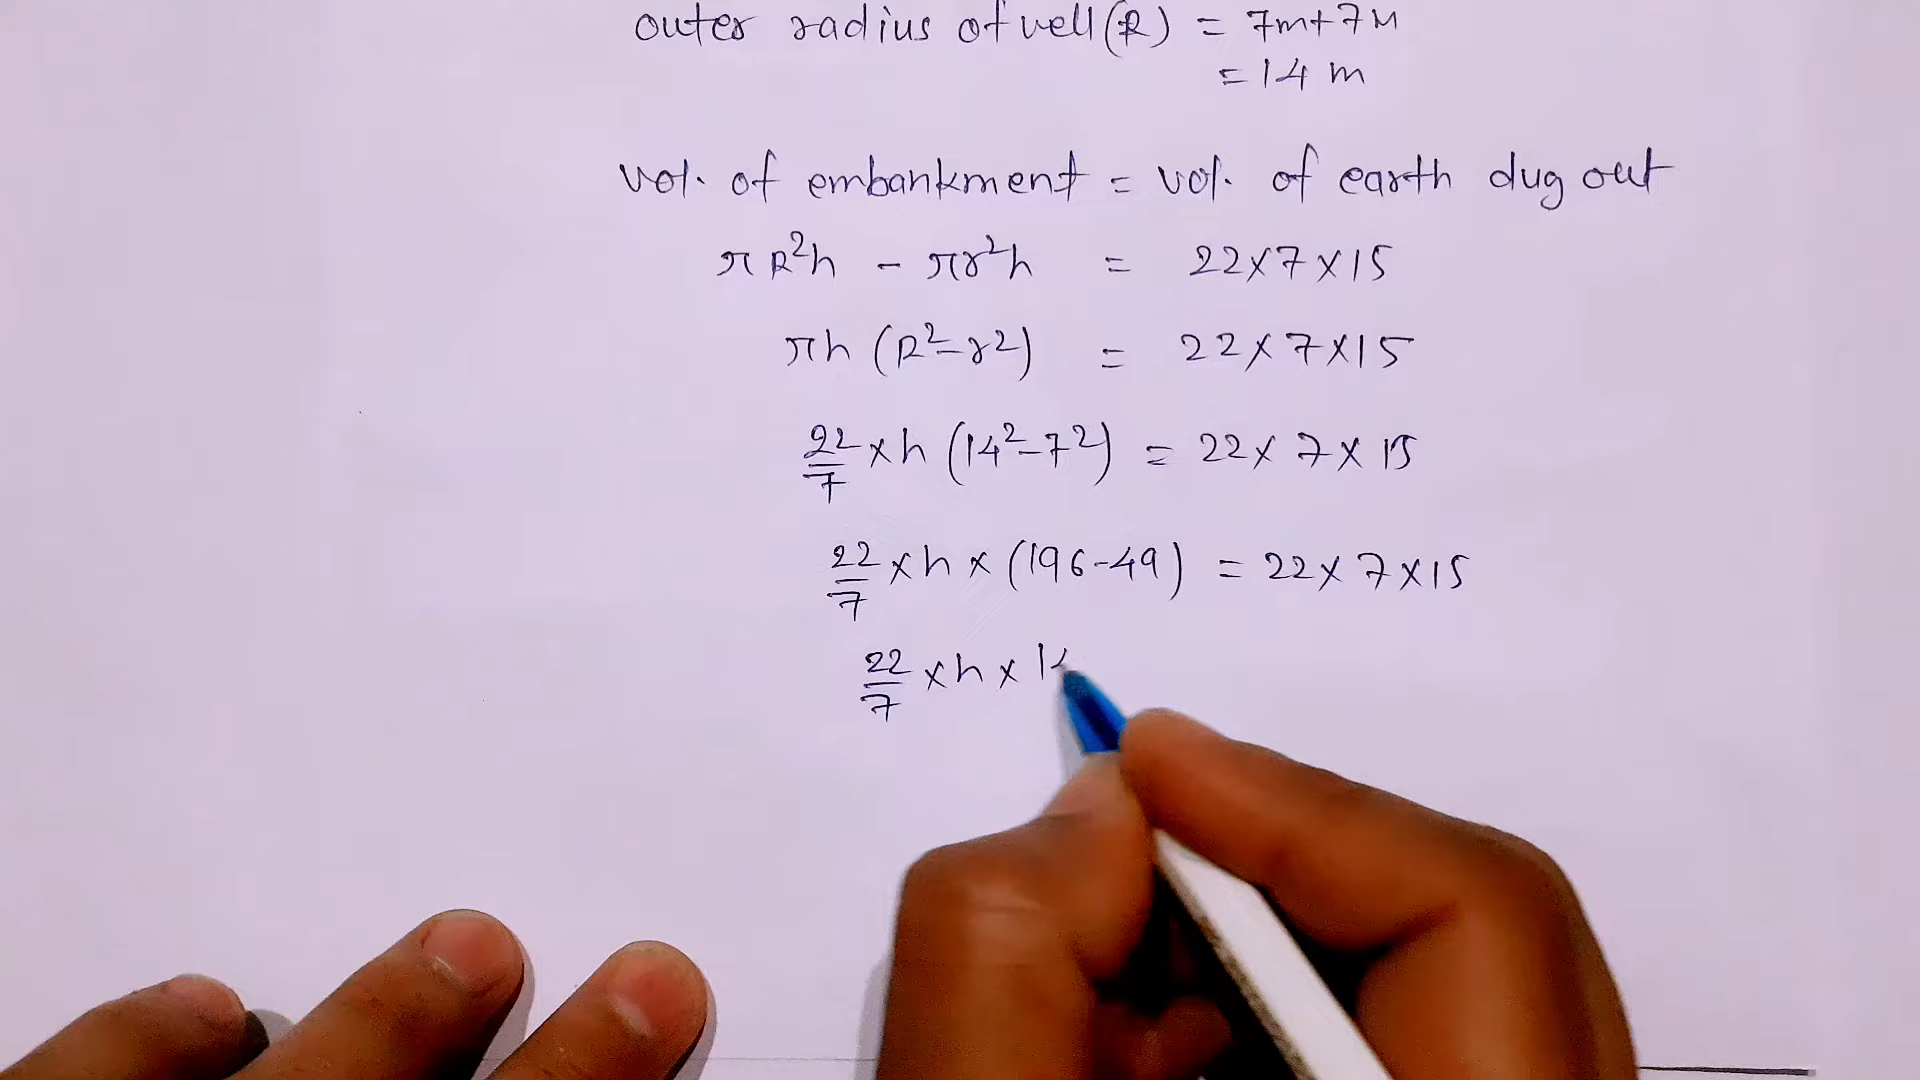 outer radius of well (R) = 7m+7m
= 14 m
vol. of embankment = vol. of earth dug out
πR²h - πr²h = 22×7×15
πh (R²-r²) = 22×7×15
22/7 ×h (14²-7²) = 22×7×15
22/7 ×h× (196-49) = 22×7×15
22/7 ×h× 14